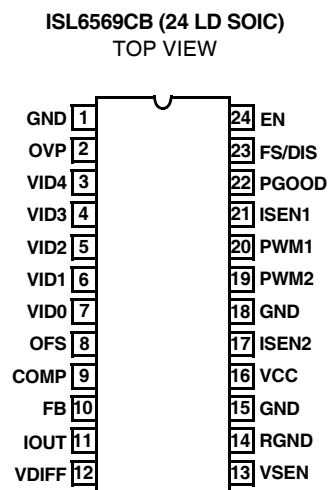 ISL6569CB (24 LD SOIC)
TOP VIEW
GND 1
OVP 2
VID4 3
VID3 4
VID2 5
VID1 6
VID0 7
OFS 8
COMP 9
FB 10
IOUT 11
VDIFF 12
24 EN
23 FS/DIS
22 PGOOD
21 ISEN1
20 PWM1
19 PWM2
18 GND
17 ISEN2
16 VCC
15 GND
14 RGND
13 VSEN